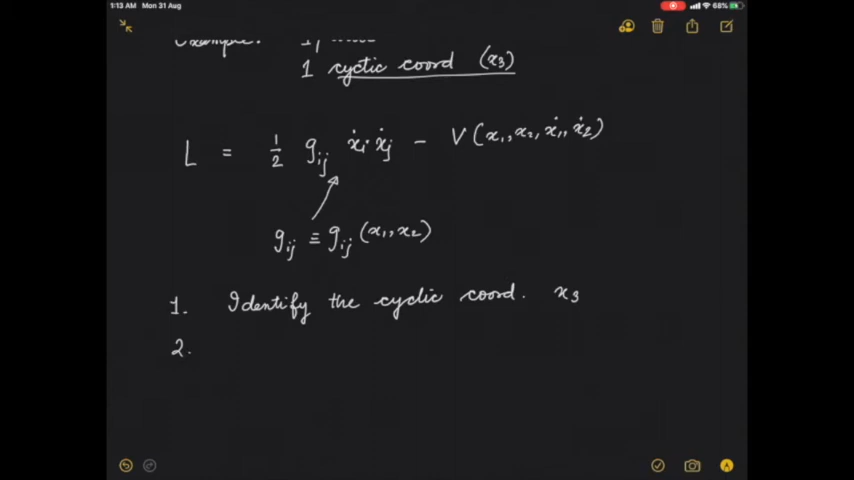 1:13 AM Mon 31 Aug 68%
Example:
1 cyclic coord (x₃)
L = ½ gᵢⱼ ẋᵢ ẋⱼ − V(x₁, x₂, ẋ₁, ẋ₂)
gᵢⱼ ≡ gᵢⱼ (x₁, x₂)
1. Identify the cyclic coord. x₃
2.